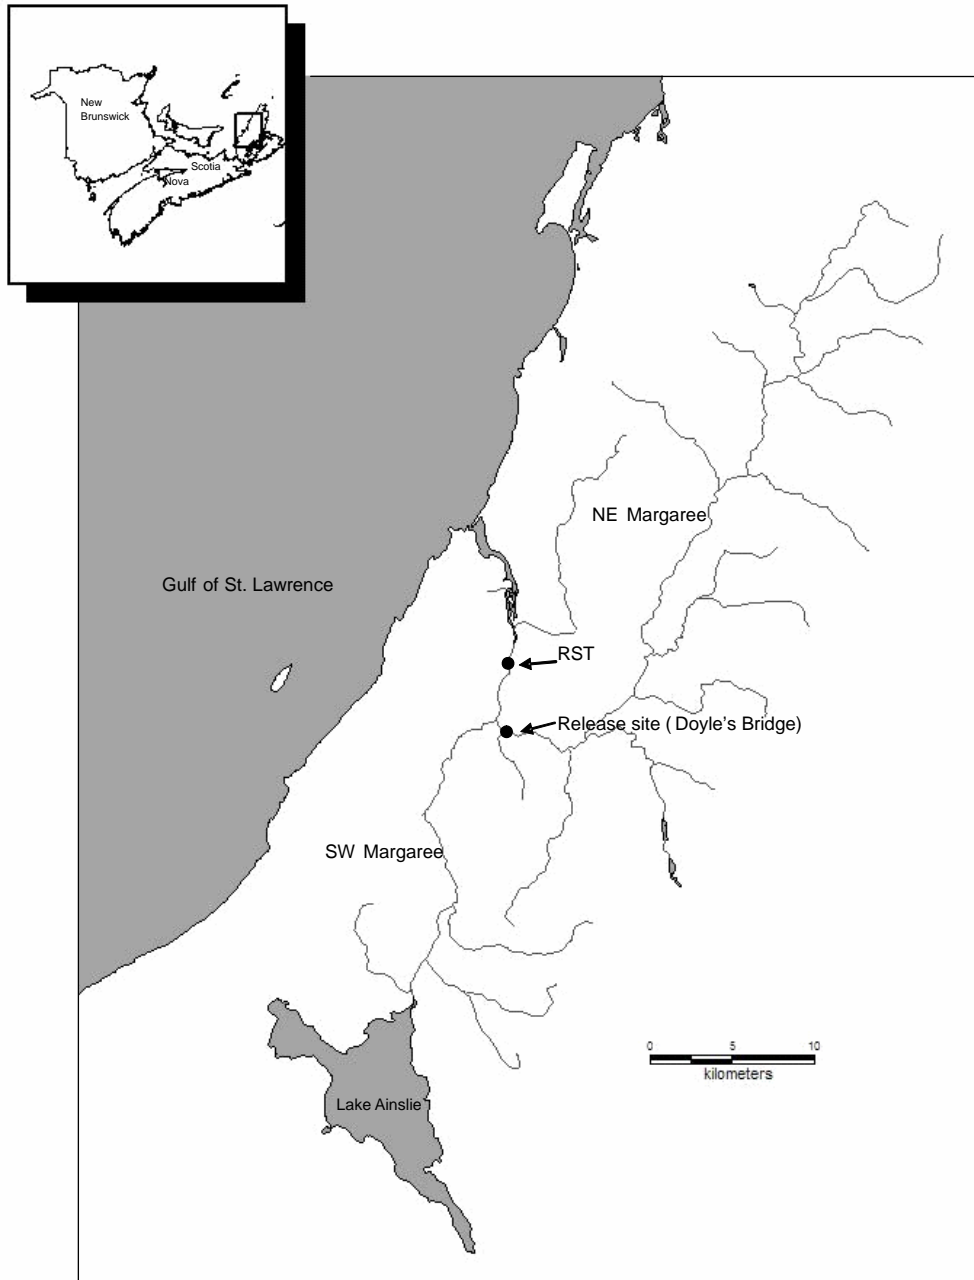 New
Brunswick
Scotia
Nova
NE Margaree
Gulf of St. Lawrence
RST
Release site (Doyle's Bridge)
SW Margaree
0 5 10
kilometers
Lake Ainslie